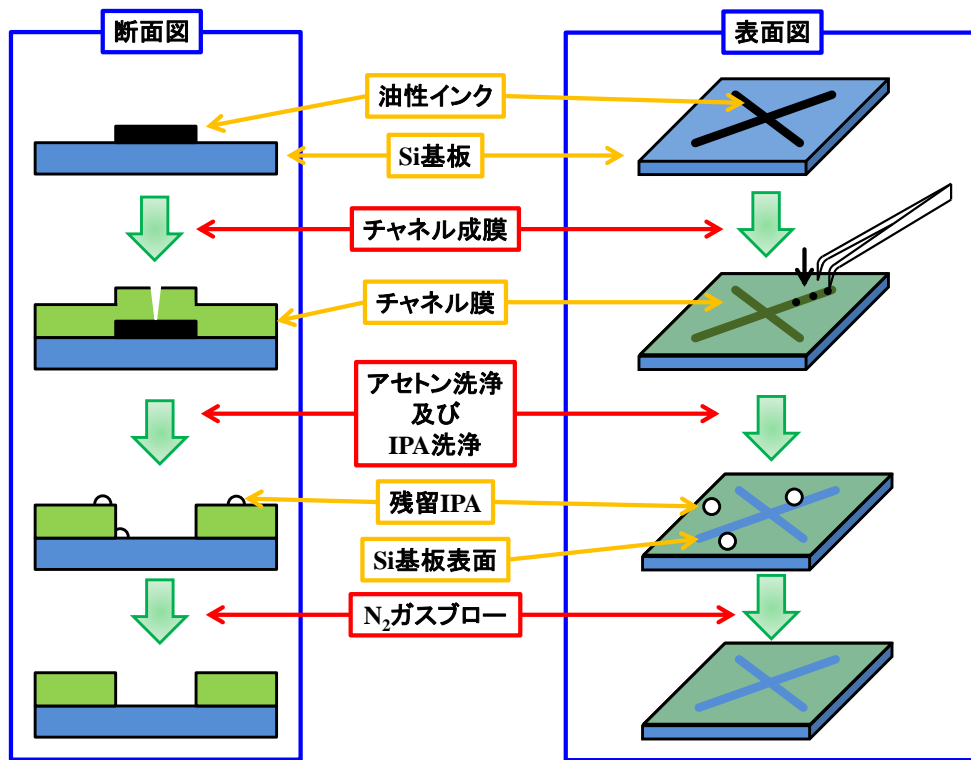 断面図
表面図
油性インク
Si基板
チャネル成膜
チャネル膜
アセトン洗浄
及び
IPA洗浄
残留IPA
Si基板表面
N₂ガスブロー